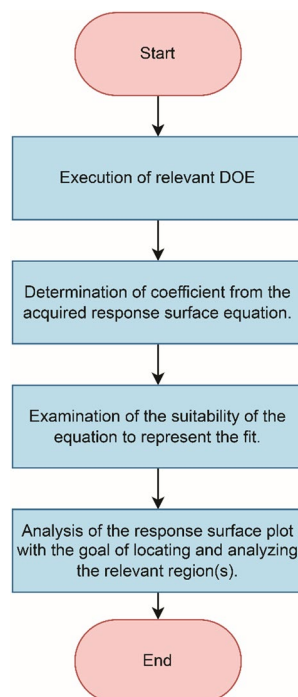 Start
Execution of relevant DOE
Determination of coefficient from the
acquired response surface equation.
Examination of the suitability of the
equation to represent the fit.
Analysis of the response surface plot
with the goal of locating and analyzing
the relevant region(s).
End